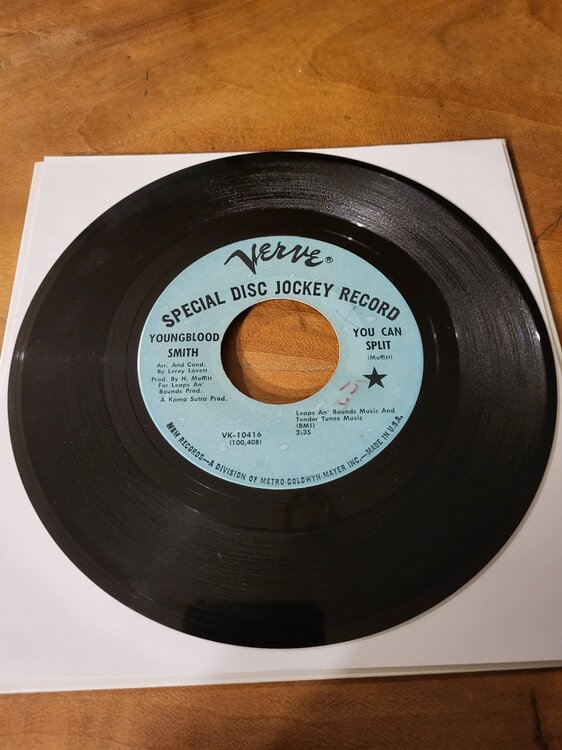 VERVE®
SPECIAL DISC JOCKEY RECORD
YOUNGBLOOD
SMITH
Arr. And Cond.
By Leroy Lovett
Prod. By H. Moffitt
For Leaps An'
Bounds Prod.
A Kama Sutra Prod.
YOU CAN
SPLIT
(Moffitt)
Leaps An' Bounds Music And
Tender Tunes Music
(BMI)
2:35
VK-10416
(100,408)
MGM RECORDS—A DIVISION OF METRO-GOLDWYN-MAYER INC.—MADE IN U.S.A.